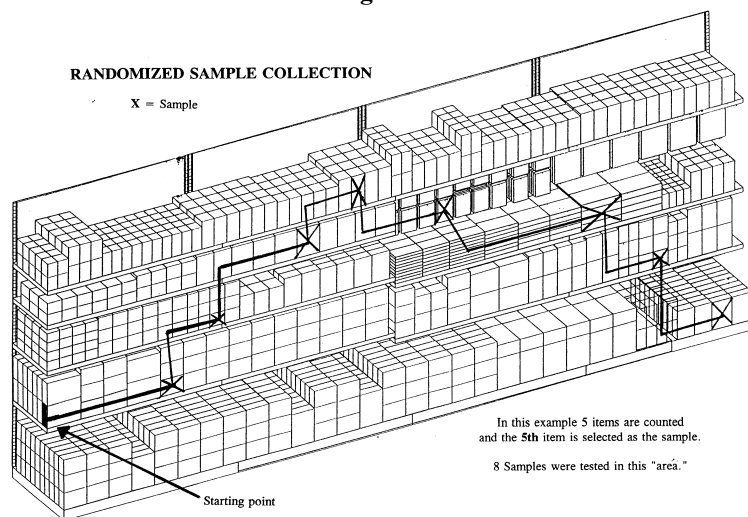 RANDOMIZED SAMPLE COLLECTION
X = Sample
In this example 5 items are counted
and the 5th item is selected as the sample.
8 Samples were tested in this "area."
Starting point